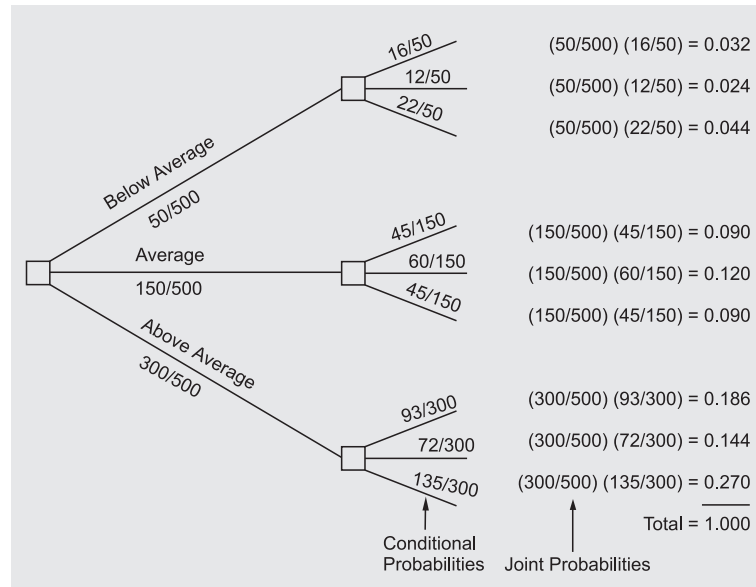 16/50
(50/500) (16/50) = 0.032
12/50
(50/500) (12/50) = 0.024
22/50
(50/500) (22/50) = 0.044
Below Average
50/500
45/150
(150/500) (45/150) = 0.090
Average
60/150
(150/500) (60/150) = 0.120
150/500
45/150
(150/500) (45/150) = 0.090
Above Average
300/500
93/300
(300/500) (93/300) = 0.186
72/300
(300/500) (72/300) = 0.144
135/300
(300/500) (135/300) = 0.270
Total = 1.000
Conditional
Probabilities
Joint Probabilities